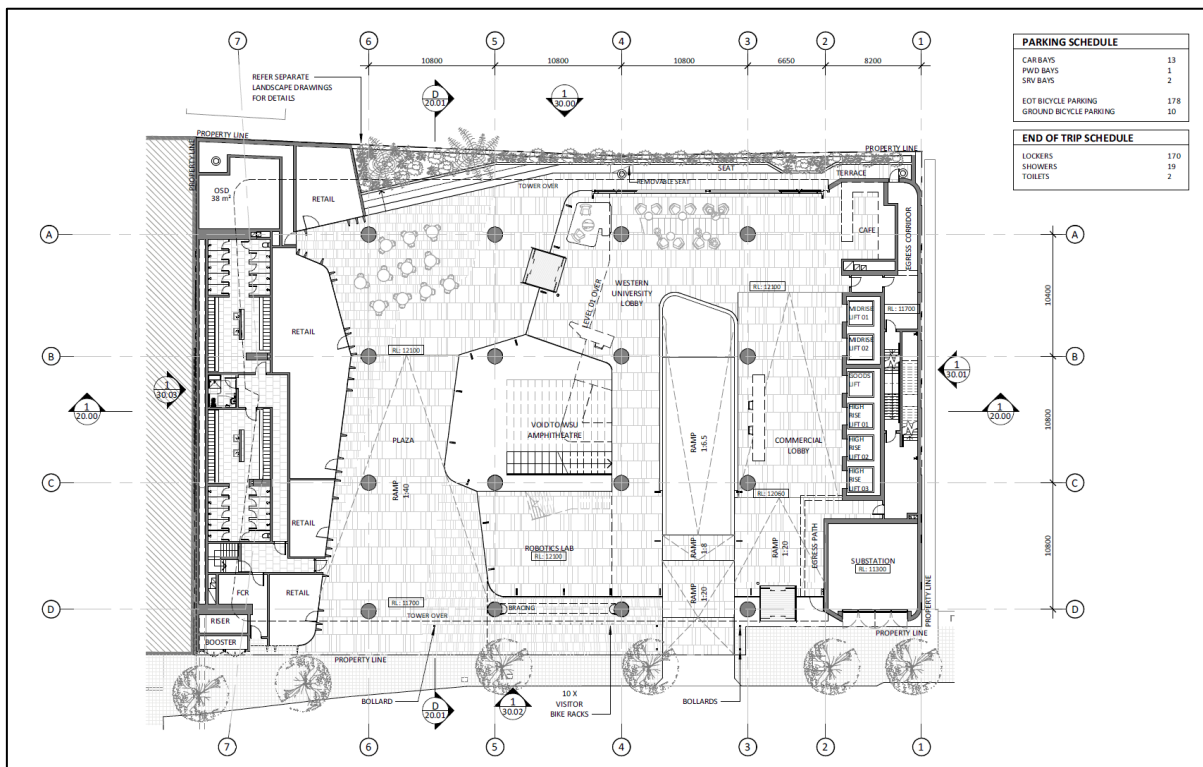 7
6
5
4
3
2
1
10800
10800
10800
6650
8200
REFER SEPARATE
LANDSCAPE DRAWINGS
FOR DETAILS
D
20.01
1
30.00
PARKING SCHEDULE
CAR BAYS 13
PWD BAYS 1
SRV BAYS 2
EOT BICYCLE PARKING 178
GROUND BICYCLE PARKING 10
END OF TRIP SCHEDULE
LOCKERS 170
SHOWERS 19
TOILETS 2
PROPERTY LINE
PROPERTY LINE
PROPERTY LINE
SEAT
REMOVABLE SEAT
TERRACE
TOWER OVER
OSD
38 m²
RETAIL
CAFE
EGRESS CORRIDOR
A
A
WESTERN
UNIVERSITY
LOBBY
LEVEL 01 OVER
RL: 12100
RL: 11700
10400
RETAIL
MIDRISE
LIFT 01
MIDRISE
LIFT 02
B
RL: 12100
B
1
30.03
1
30.01
GOODS
LIFT
1
20.00
1
20.00
HIGH
RISE
LIFT 01
VOID TO WSU
AMPHITHEATRE
PLAZA
RAMP
1:6.5
COMMERCIAL
LOBBY
HIGH
RISE
LIFT 02
10800
HIGH
RISE
LIFT 03
C
C
RAMP
1:40
RL: 12060
RETAIL
ROBOTICS LAB
RL: 12100
RAMP
1:8
RAMP
1:20
EGRESS PATH
SUBSTATION
RL: 11300
10800
FCR
RETAIL
RAMP
1:20
PROPERTY LINE
D
RL: 11700
BRACING
D
TOWER OVER
RISER
BOOSTER
PROPERTY LINE
PROPERTY LINE
BOLLARD
D
20.01
1
30.02
10 X
VISITOR
BIKE RACKS
BOLLARDS
7
6
5
4
3
2
1